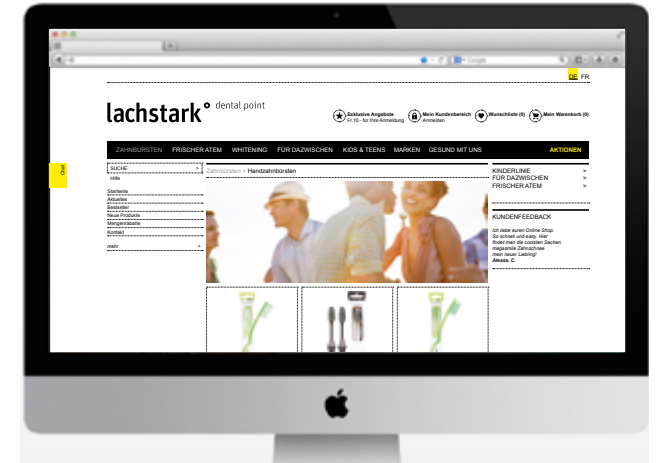 Google
DE FR
lachstark° dental point
Exklusive Angebote
Fr.10.- für Ihre Anmeldung
Mein Kundenbereich
Anmelden
Wunschliste (0)
Mein Warenkorb (0)
ZAHNBÜRSTEN FRISCHER ATEM WHITENING FÜR DAZWISCHEN KIDS & TEENS MARKEN GESUND MIT UNS AKTIONEN
Chat
SUCHE >
Hilfe
Startseite
Aktuelles
Bestseller
Neue Produkte
Mengenrabatte
Kontakt
mehr >
Zahnbürsten > Handzahnbürsten
KINDERLINIE >
FÜR DAZWISCHEN >
FRISCHER ATEM >
KUNDENFEEDBACK
Ich liebe euren Online Shop.
So schnell und easy. Hier
findet man die coolsten Sachen.
megasmile Zahnschnee
mein neuer Liebling!
Alessa. C.